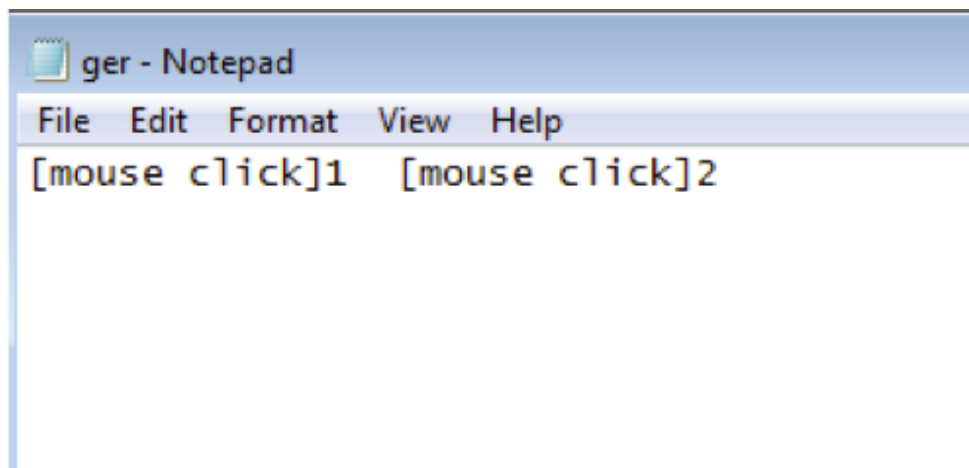 ger - Notepad
File Edit Format View Help
[mouse click]1  [mouse click]2